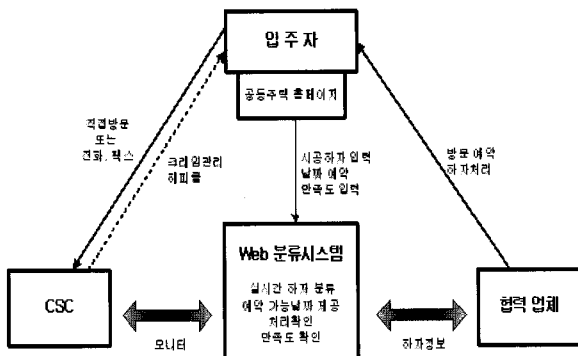 입 주 자
공동주택 홈페이지
직접방문
또는
전화, 팩스
크레임관리
해피콜
시공하자 입력
날짜 예약
만족도 입력
방문 예약
하자처리
Web 분류시스템
실시간 하자 분류
예약 가능날짜 제공
처리확인
만족도 확인
CSC
협력 업체
모니터
하자정보